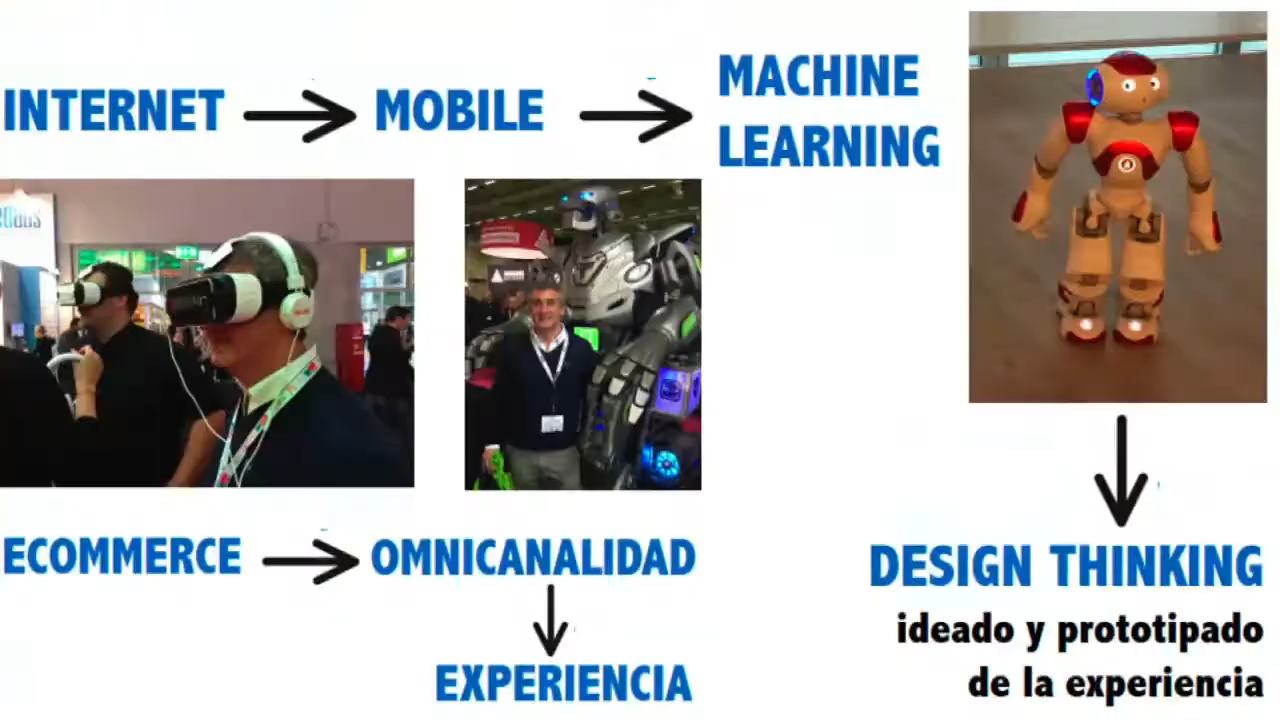 INTERNET
MOBILE
MACHINE
LEARNING
ECOMMERCE
OMNICANALIDAD
EXPERIENCIA
DESIGN THINKING
ideado y prototipado
de la experiencia